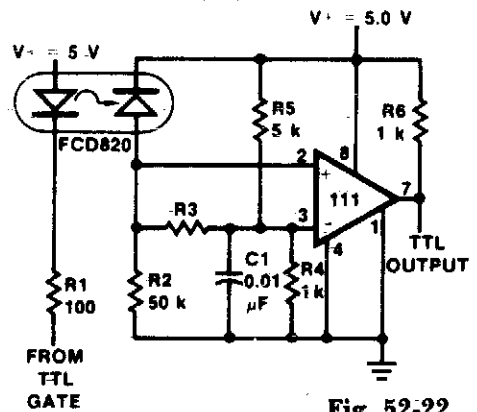 V+ = 5.0 V
V+ = 5 V
FCD820
R5
5 k
R6
1 k
2
+
8
111
7
3
-
4
1
R3
C1
0.01
μF
R4
1k
R2
50 k
R1
100
TTL
OUTPUT
FROM
TTL
GATE
Fig. 52-22